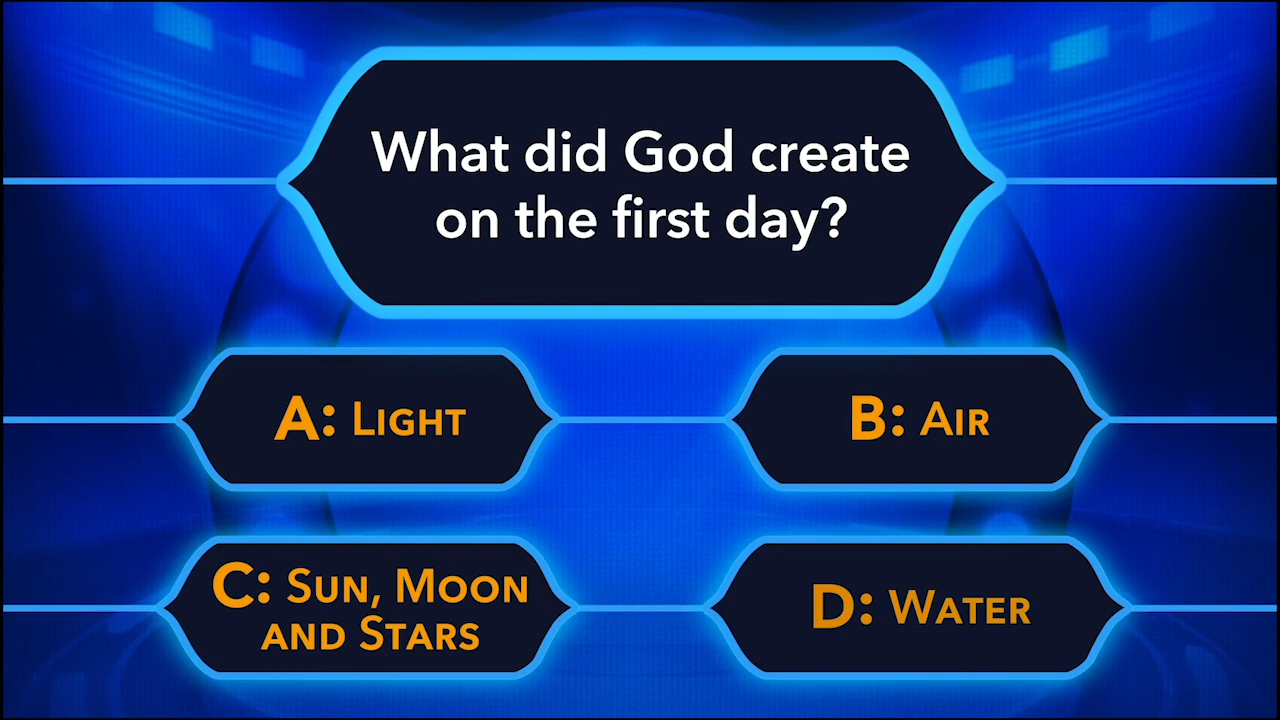 What did God create
on the first day?
A: Light
B: Air
C: Sun, Moon
and Stars
D: Water